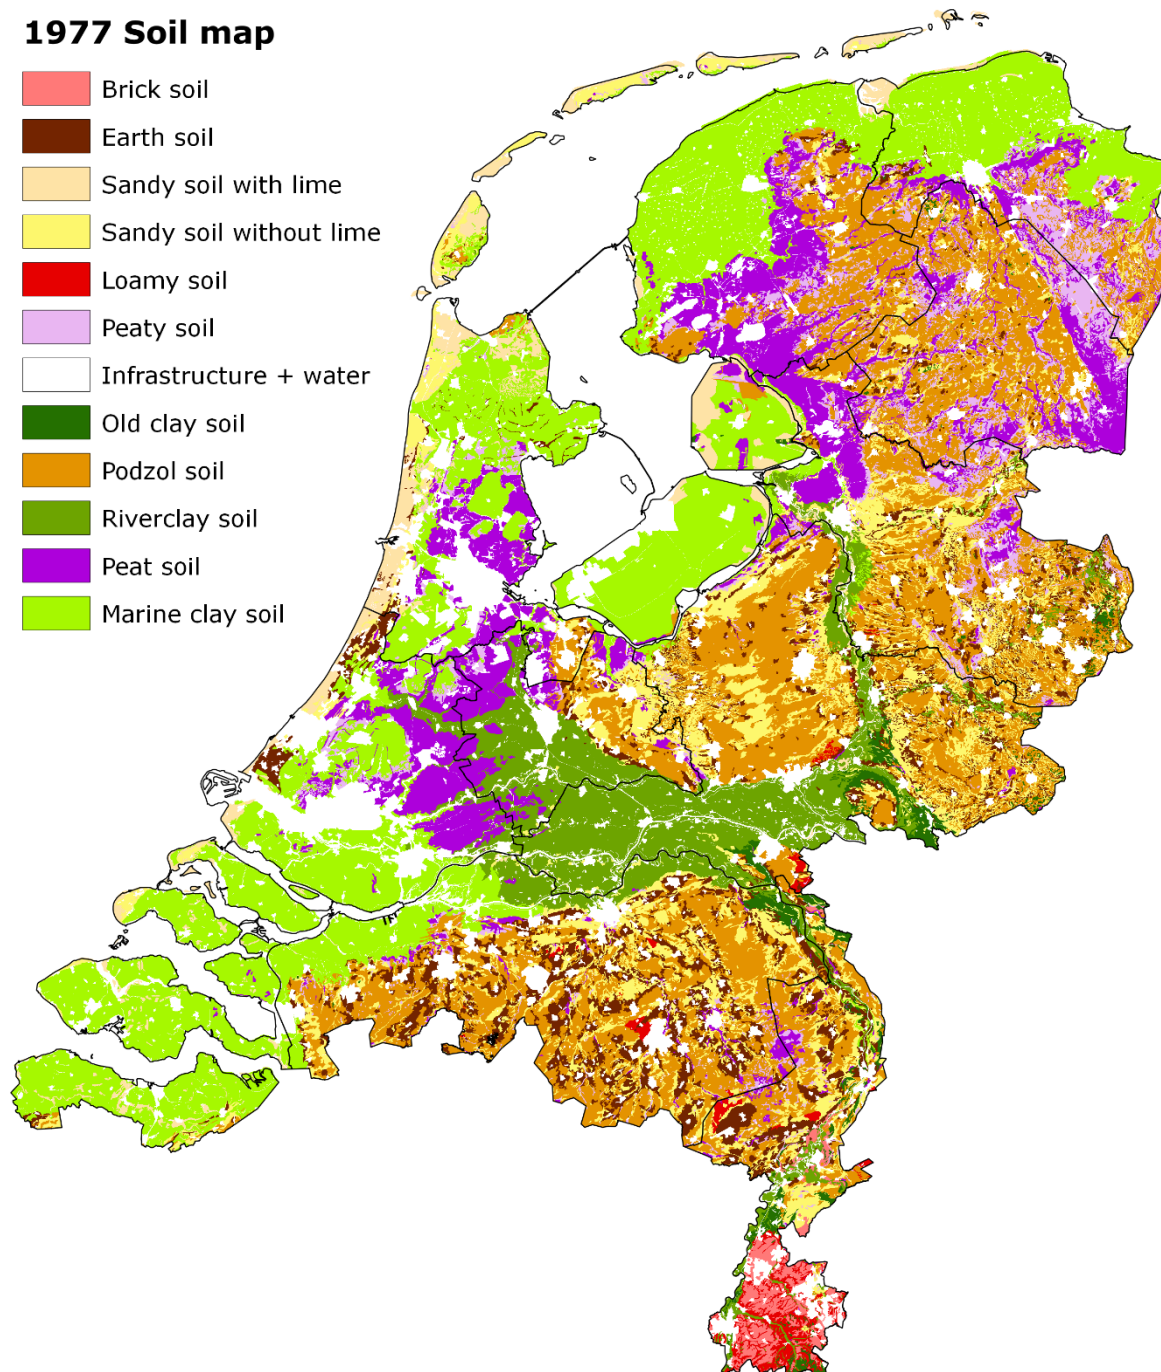 1977 Soil map
Brick soil
Earth soil
Sandy soil with lime
Sandy soil without lime
Loamy soil
Peaty soil
Infrastructure + water
Old clay soil
Podzol soil
Riverclay soil
Peat soil
Marine clay soil